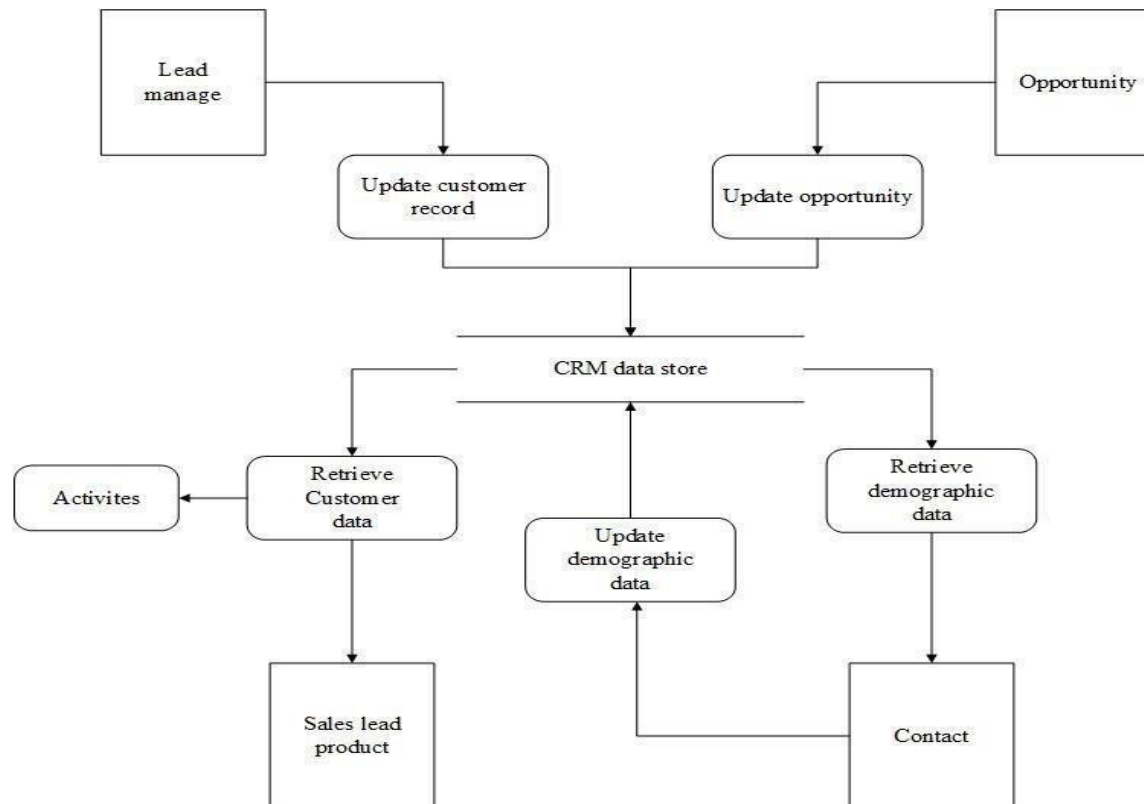 Lead
manage
Opportunity
Update customer
record
Update opportunity
CRM data store
Activites
Retrieve
Customer
data
Retrieve
demographic
data
Update
demographic
data
Sales lead
product
Contact